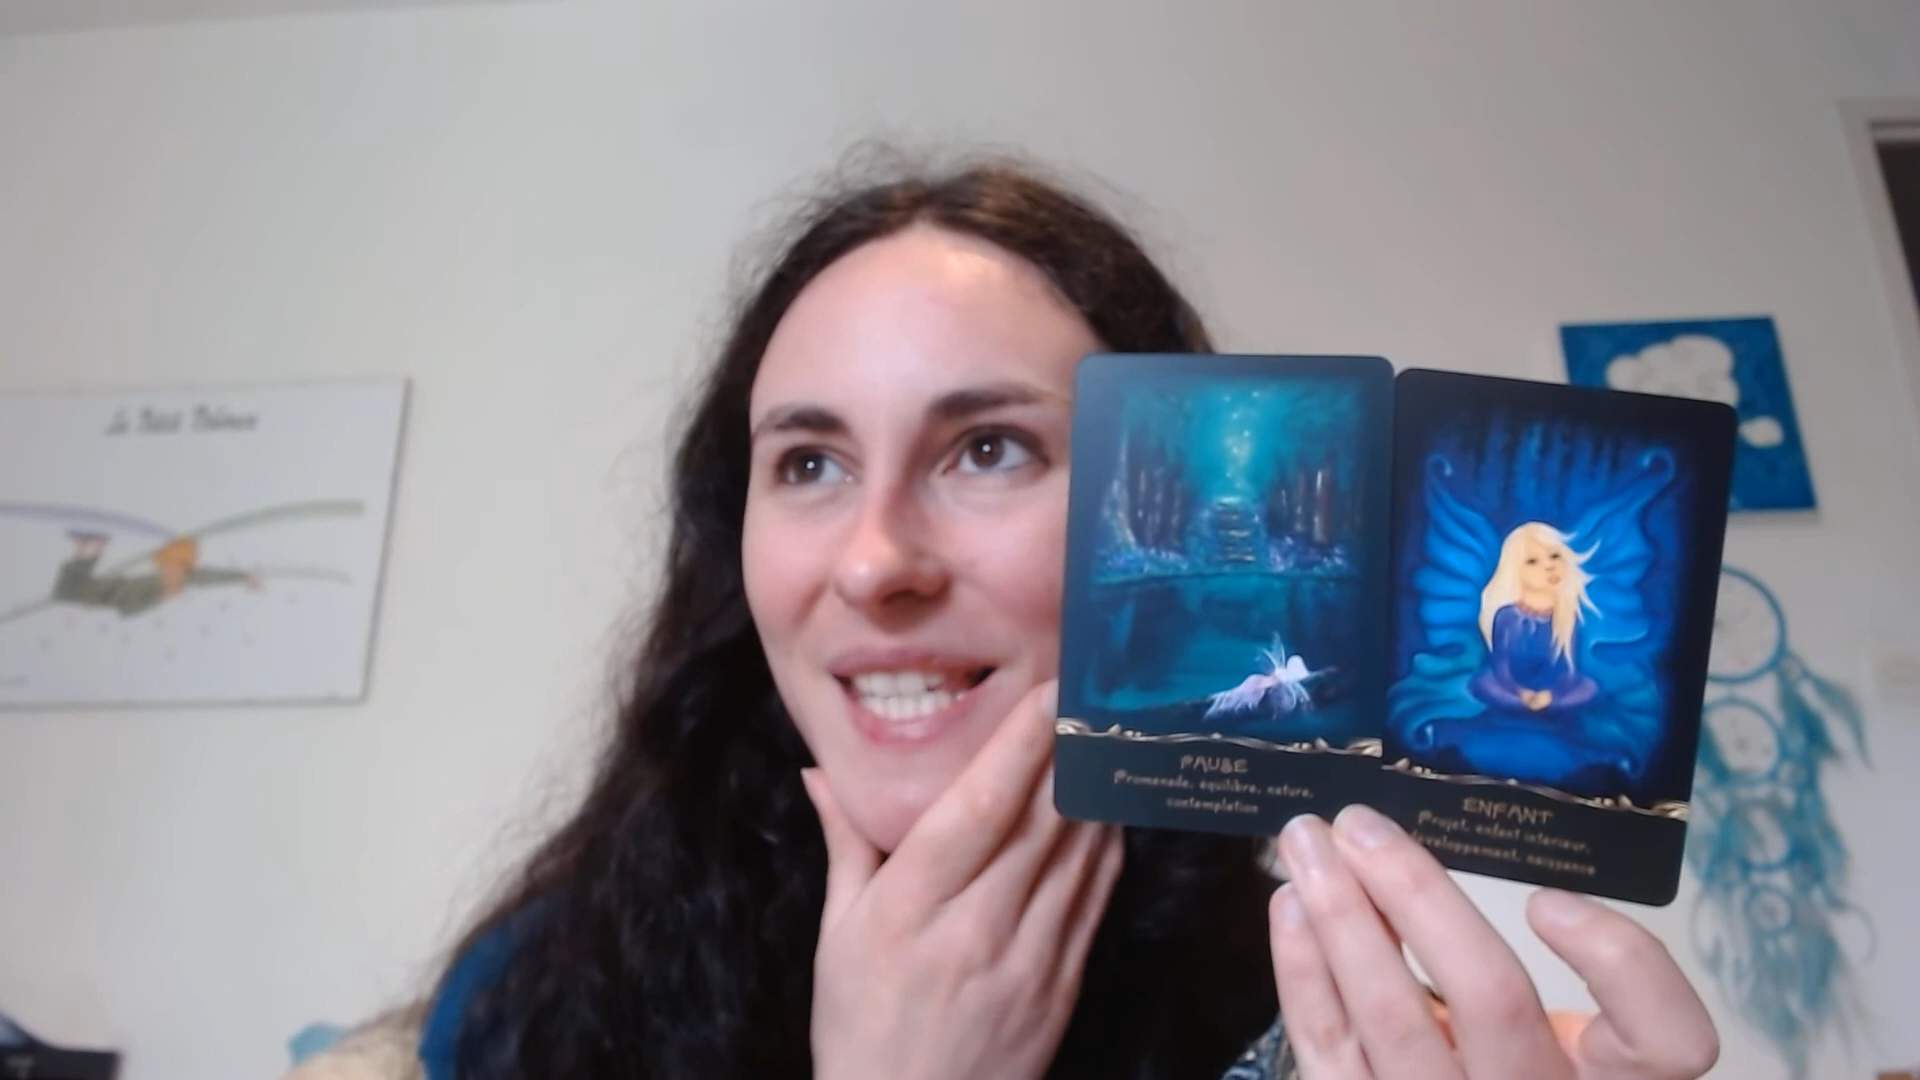 Le Petit Prince
PAUSE
Promenade, équilibre, nature,
contemplation
ENFANT
Projet, enfant intérieur,
développement, naissance